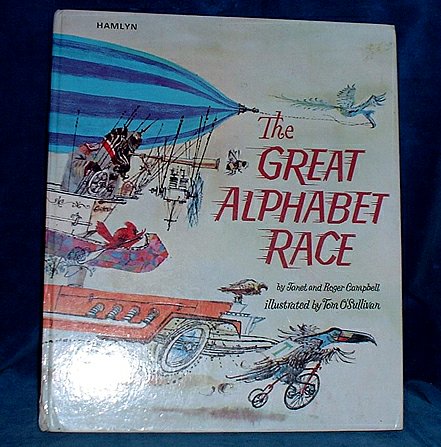 HAMLYN
The
GREAT
ALPHABET
RACE
by Janet and Roger Campbell
illustrated by Tom O'Sullivan